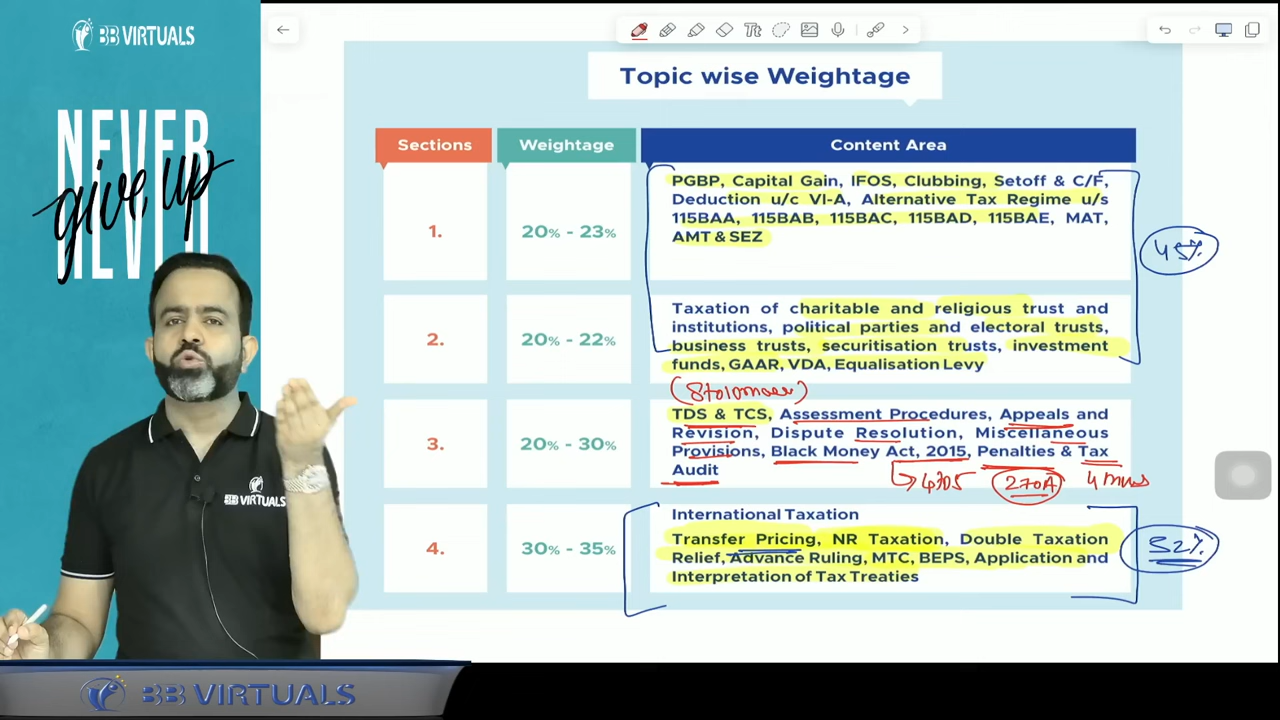 BB VIRTUALS
NEVER
give up
NEVER
Topic wise Weightage
Sections Weightage Content Area
1. 20% - 23%
PGBP, Capital Gain, IFOS, Clubbing, Setoff & C/F,
Deduction u/c VI-A, Alternative Tax Regime u/s
115BAA, 115BAB, 115BAC, 115BAD, 115BAE, MAT,
AMT & SEZ
45%
2. 20% - 22%
Taxation of charitable and religious trust and
institutions, political parties and electoral trusts,
business trusts, securitisation trusts, investment
funds, GAAR, VDA, Equalisation Levy
3. 20% - 30%
TDS & TCS, Assessment Procedures, Appeals and
Revision, Dispute Resolution, Miscellaneous
Provisions, Black Money Act, 2015, Penalties & Tax
Audit
270A
4. 30% - 35%
International Taxation
Transfer Pricing, NR Taxation, Double Taxation
Relief, Advance Ruling, MTC, BEPS, Application and
Interpretation of Tax Treaties
32%
BB VIRTUALS
BB VIRTUALS